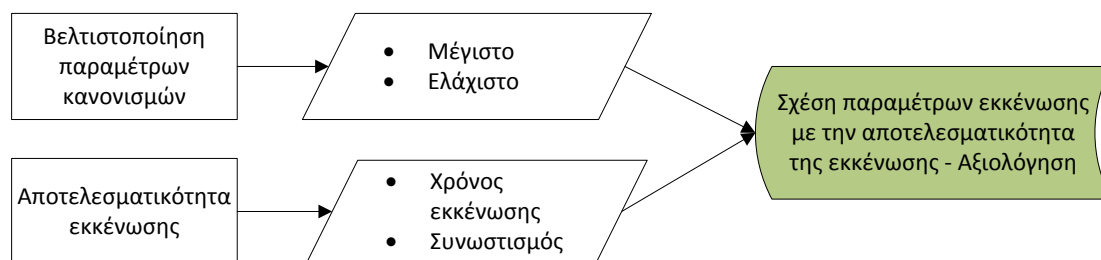 Βελτιστοποίηση
παραμέτρων
κανονισμών
• Μέγιστο
• Ελάχιστο
Σχέση παραμέτρων εκκένωσης
με την αποτελεσματικότητα
της εκκένωσης - Αξιολόγηση
Αποτελεσματικότητα
εκκένωσης
• Χρόνος
εκκένωσης
• Συνωστισμός